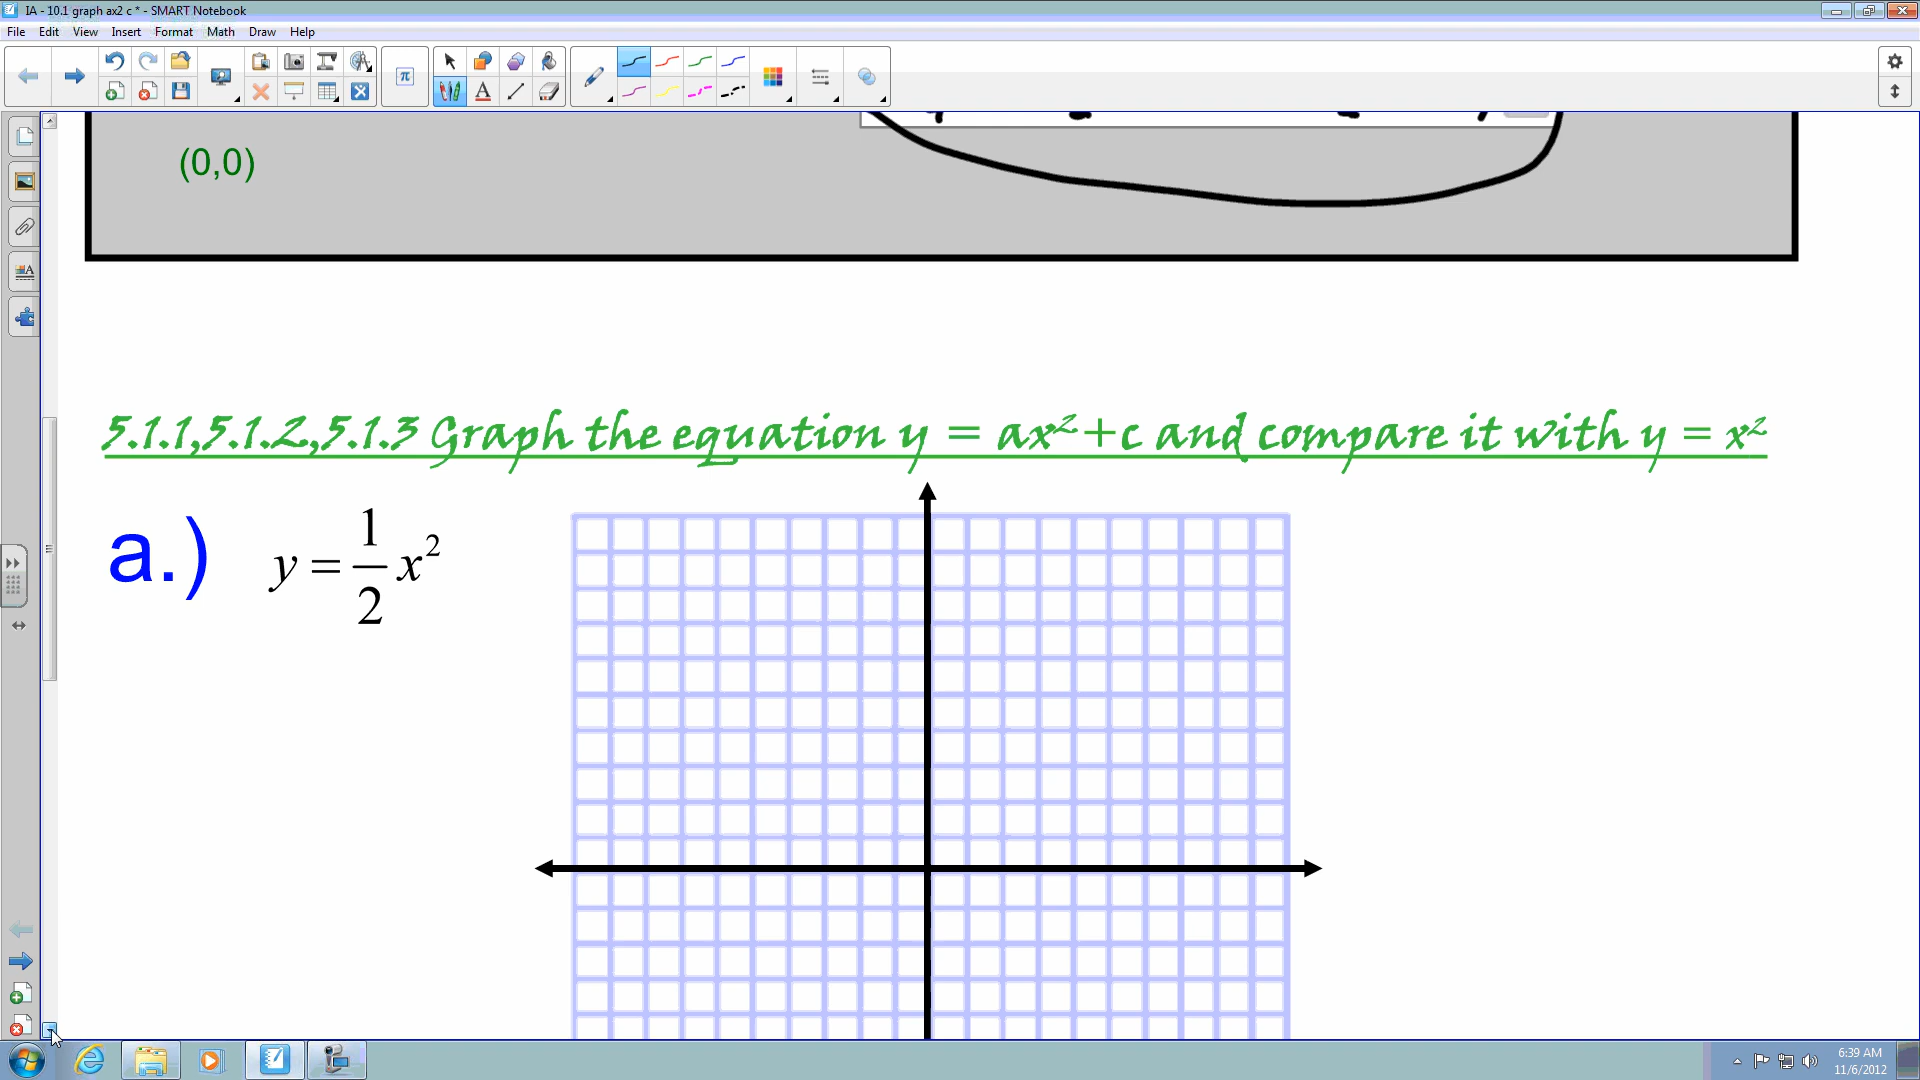 IA - 10.1 graph ax2 c * - SMART Notebook
File Edit View Insert Format Math Draw Help
(0,0)
5.1.1,5.1.2,5.1.3 Graph the equation y = ax²+c and compare it with y = x²
a.) y = 1/2 x²
6:39 AM
11/6/2012